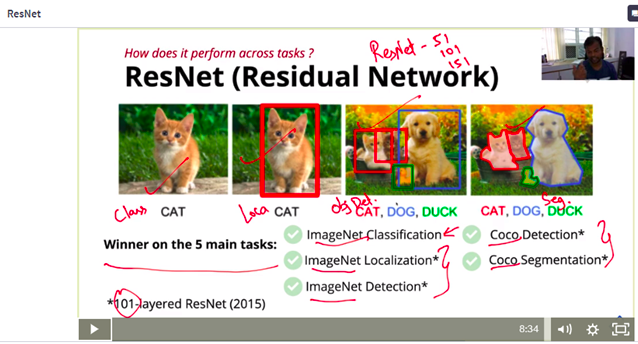 ResNet
How does it perform across tasks ?
ResNet - 51
101
151
ResNet (Residual Network)
Class CAT
Loca CAT
Obj Det.
CAT, DOG, DUCK
Seg.
CAT, DOG, DUCK
Winner on the 5 main tasks:
ImageNet Classification
Coco Detection*
ImageNet Localization*
Coco Segmentation*
ImageNet Detection*
*101-layered ResNet (2015)
8:34